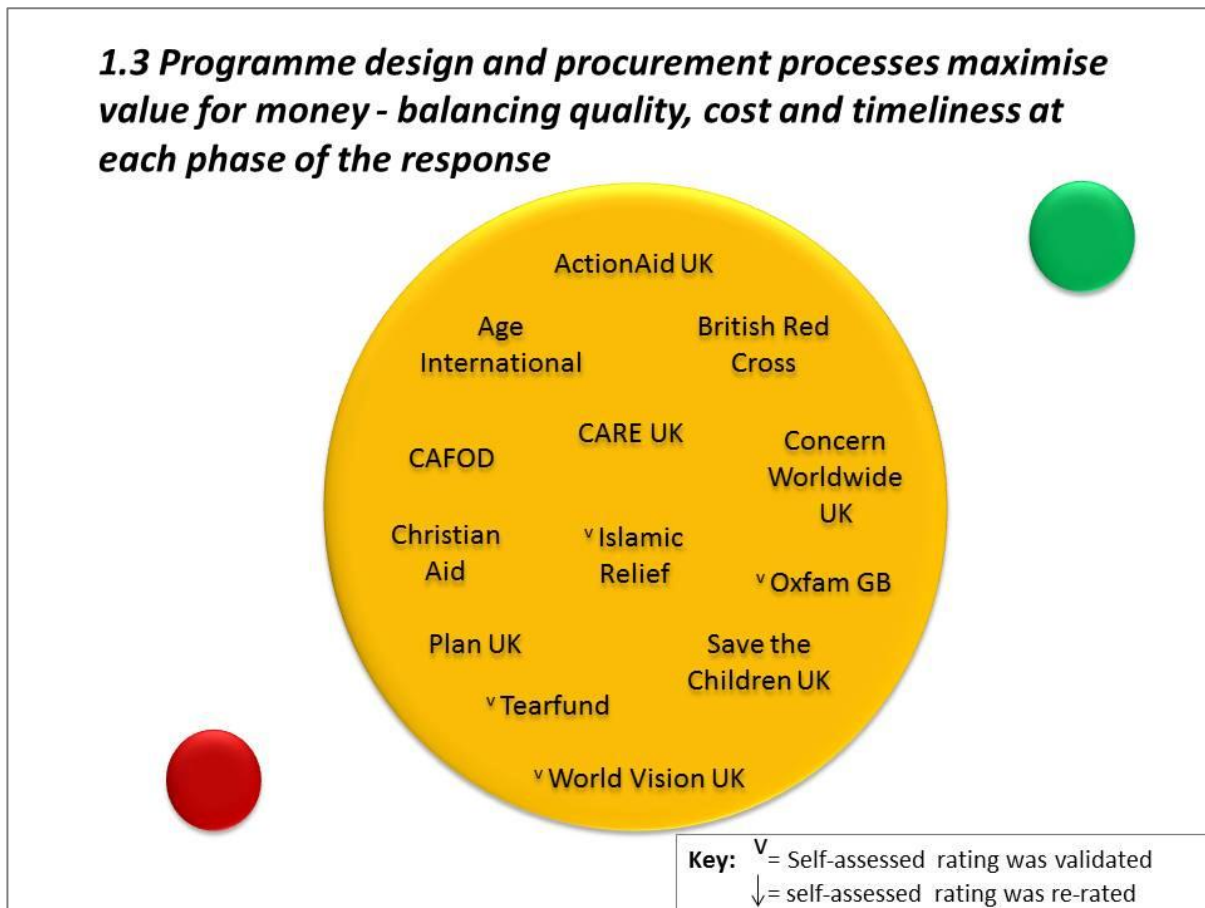 1.3 Programme design and procurement processes maximise
value for money - balancing quality, cost and timeliness at
each phase of the response
ActionAid UK
Age
International
British Red
Cross
CARE UK
CAFOD
Concern
Worldwide
UK
Christian
Aid
v Islamic
Relief
v Oxfam GB
Plan UK
Save the
Children UK
v Tearfund
v World Vision UK
Key: v = Self-assessed rating was validated
↓ = self-assessed rating was re-rated